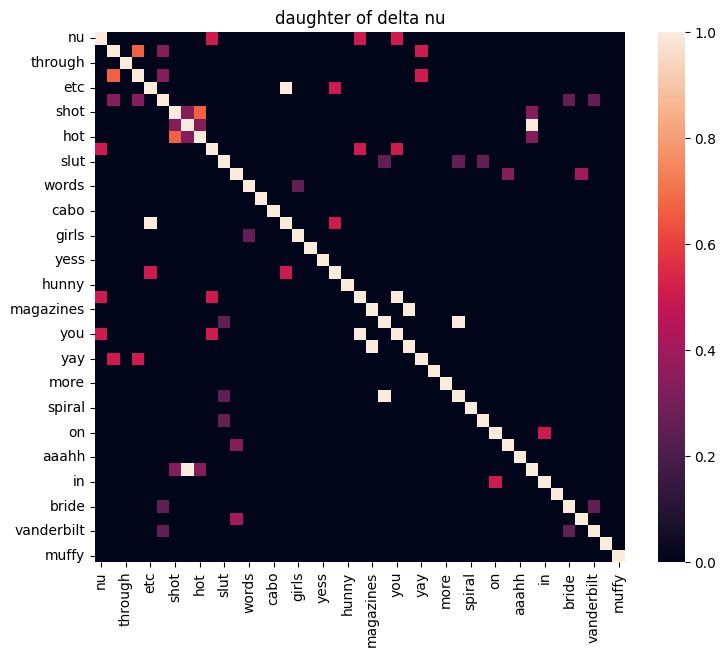 daughter of delta nu
nu
through
etc
shot
hot
slut
words
cabo
girls
yess
hunny
magazines
you
yay
more
spiral
on
aaahh
in
bride
vanderbilt
muffy
1.0
0.8
0.6
0.4
0.2
0.0
nu
through
etc
shot
hot
slut
words
cabo
girls
yess
hunny
magazines
you
yay
more
spiral
on
aaahh
in
bride
vanderbilt
muffy